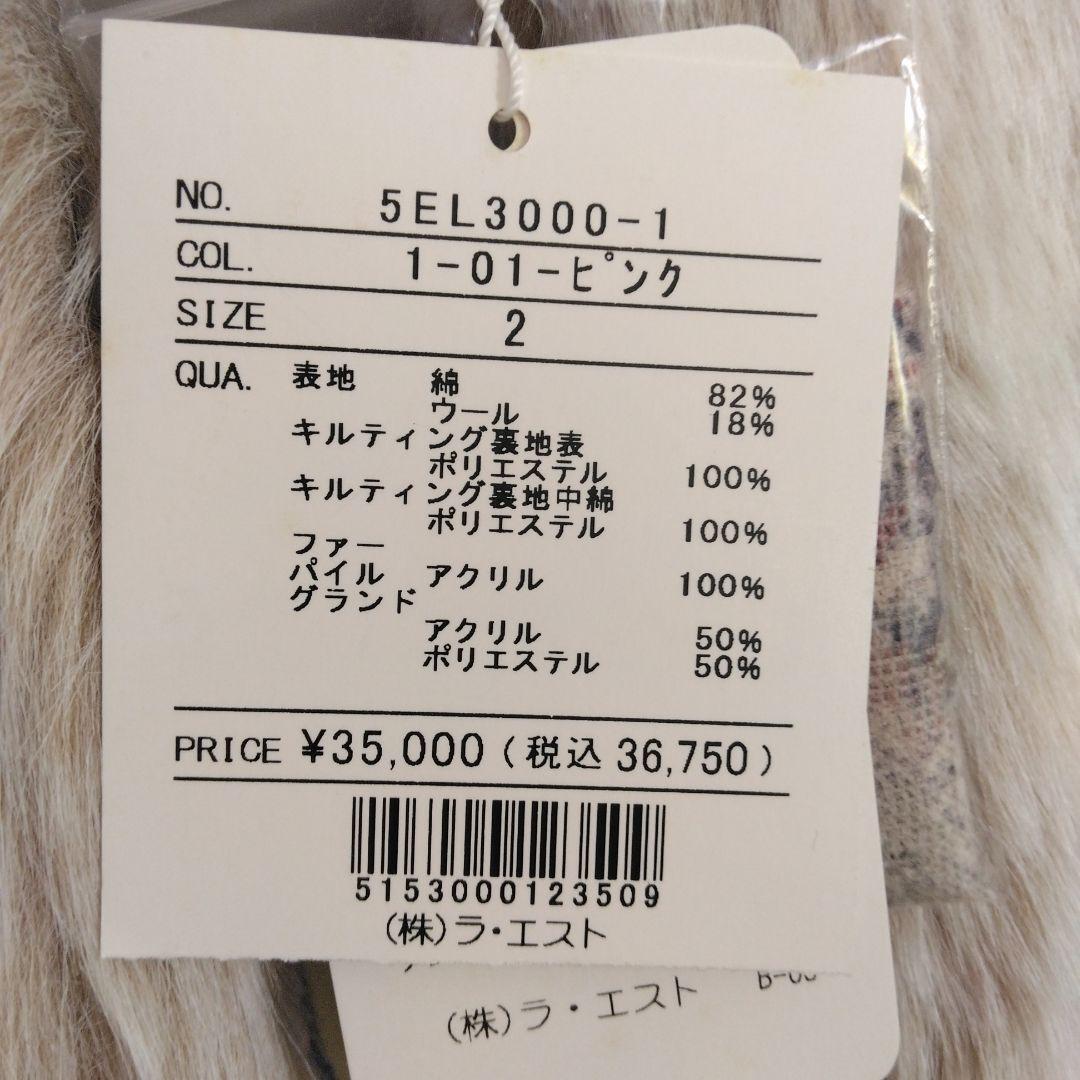 NO. 5EL3000-1
COL. 1-01-ﾋﾟﾝｸ
SIZE 2
QUA. 表地 綿 82%
ウール 18%
キルティング裏地表
ポリエステル 100%
キルティング裏地中綿
ポリエステル 100%
ファー
パイル アクリル 100%
グランド
アクリル 50%
ポリエステル 50%
PRICE ¥35,000 (税込 36,750)
5153000123509
(株)ラ・エスト
(株)ラ・エスト